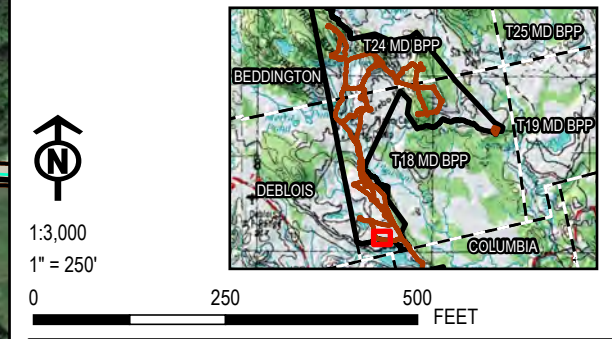 T25 MD BPP
T24 MD BPP
BEDDINGTON
T19 MD BPP
T18 MD BPP
DEBLOIS
COLUMBIA
N
1:3,000
1" = 250'
0 250 500
FEET